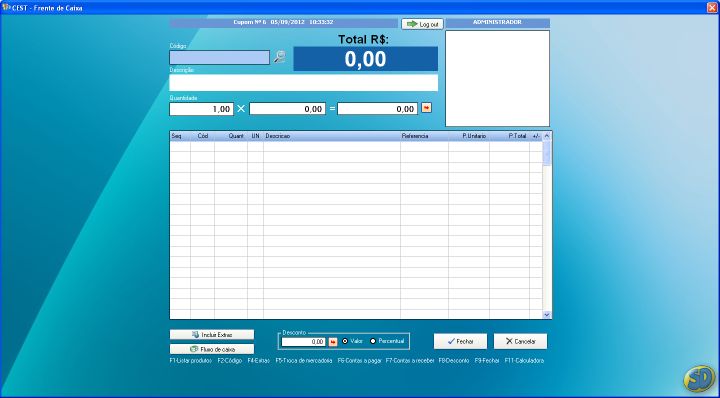 CEST - Frente de Caixa
Cupom Nº 6 05/09/2012 10:33:32
Log out
ADMINISTRADOR
Total R$:
0,00
Código
Descrição
Quantidade
1,00 × 0,00 = 0,00
Seq Cód Quant UN Descricao Referencia P.Unitario P.Total +/-
Incluir Extras
Fluxo de caixa
Desconto
0,00 Valor Percentual
Fechar
Cancelar
F1-Listar produtos F2-Código F4-Extras F5-Troca de mercadoria F6-Contas a pagar F7-Contas a receber F8-Desconto F9-Fechar F11-Calculadora
SD